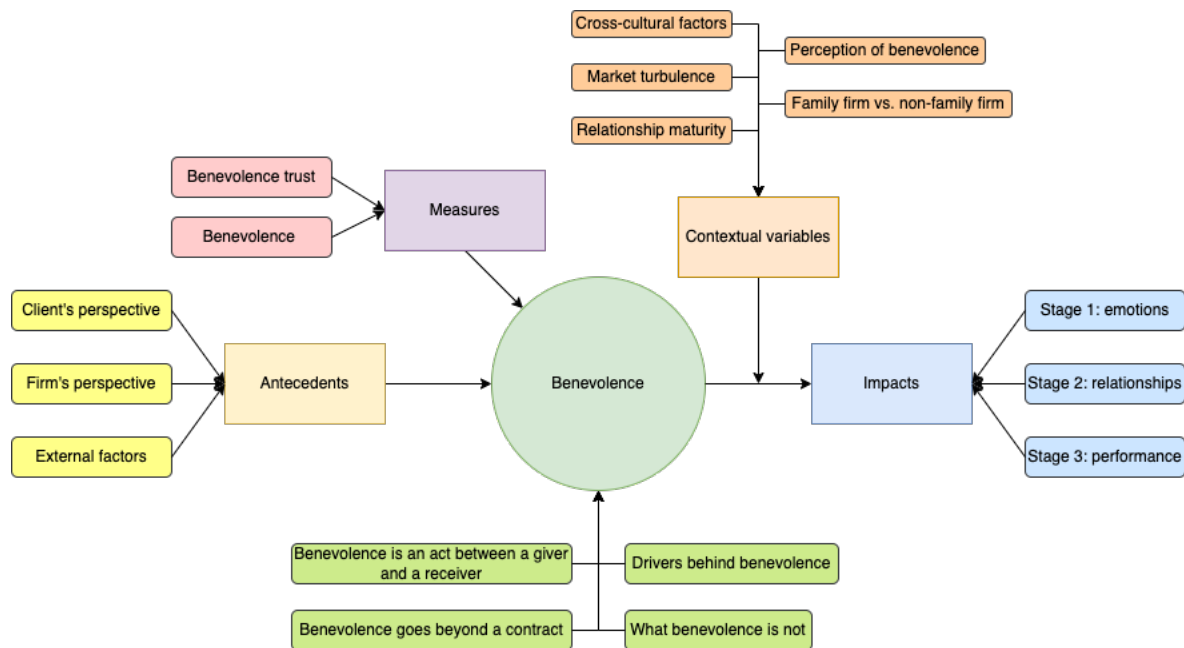 Cross-cultural factors
Perception of benevolence
Market turbulence
Family firm vs. non-family firm
Relationship maturity
Benevolence trust
Measures
Benevolence
Contextual variables
Client's perspective
Stage 1: emotions
Firm's perspective
Antecedents
Benevolence
Impacts
Stage 2: relationships
External factors
Stage 3: performance
Benevolence is an act between a giver
and a receiver
Drivers behind benevolence
Benevolence goes beyond a contract
What benevolence is not